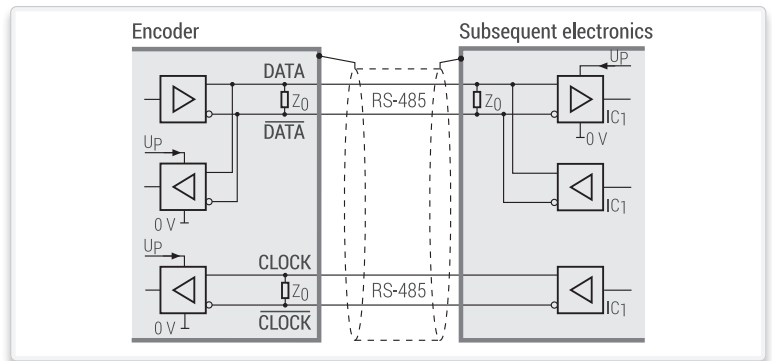 Encoder
Subsequent electronics
UP
DATA
Z0
RS-485
Z0
IC1
DATA
0 V
UP
0 V
IC1
UP
CLOCK
Z0
RS-485
CLOCK
0 V
IC1